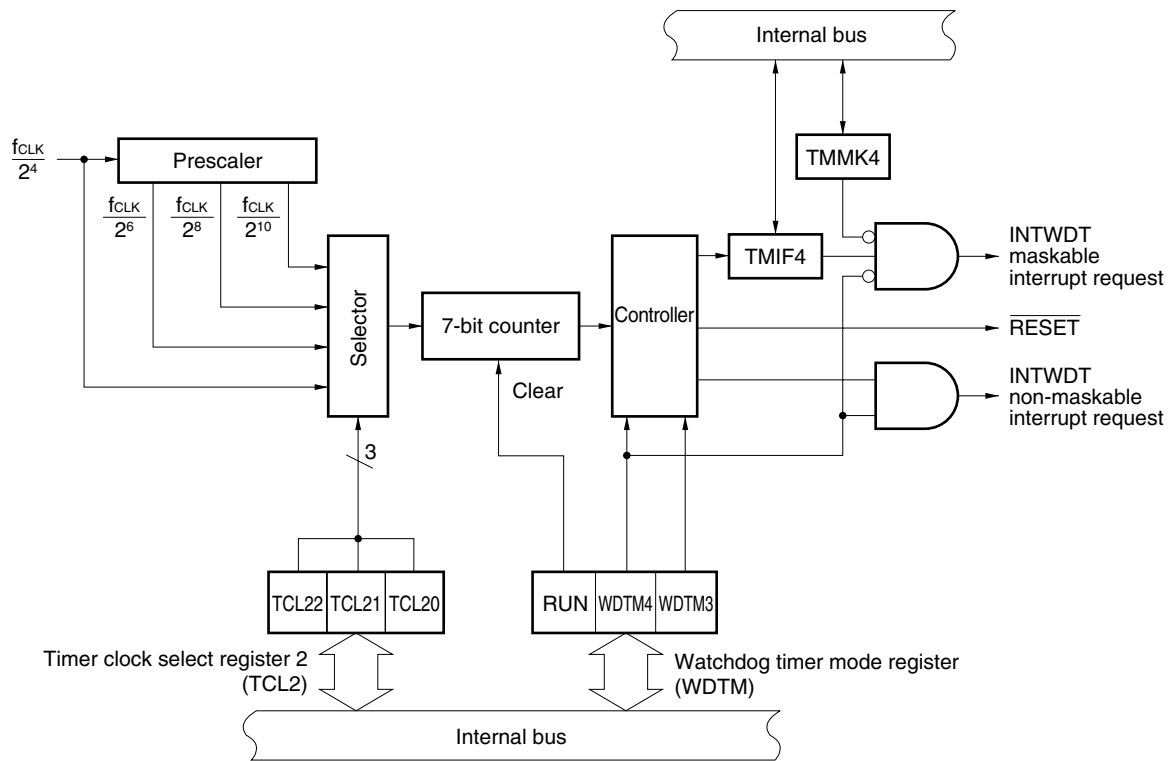 Internal bus
fCLK
2⁴
Prescaler
TMMK4
fCLK
2⁶
fCLK
2⁸
fCLK
2¹⁰
INTWDT
maskable
interrupt request
TMIF4
Selector
7-bit counter
Controller
RESET
Clear
INTWDT
non-maskable
interrupt request
3
TCL22 TCL21 TCL20
RUN WDTM4 WDTM3
Timer clock select register 2
(TCL2)
Watchdog timer mode register
(WDTM)
Internal bus